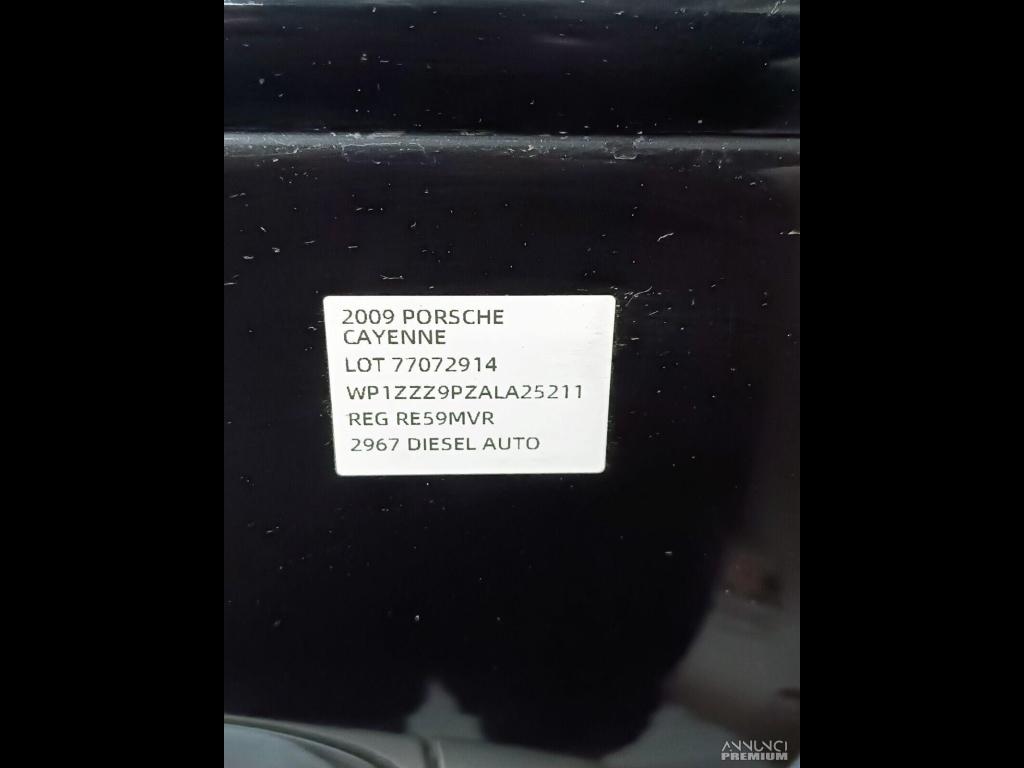 2009 PORSCHE
CAYENNE
LOT 77072914
WP1ZZZ9PZALA25211
REG RE59MVR
2967 DIESEL AUTO
ANNUNCI
PREMIUM